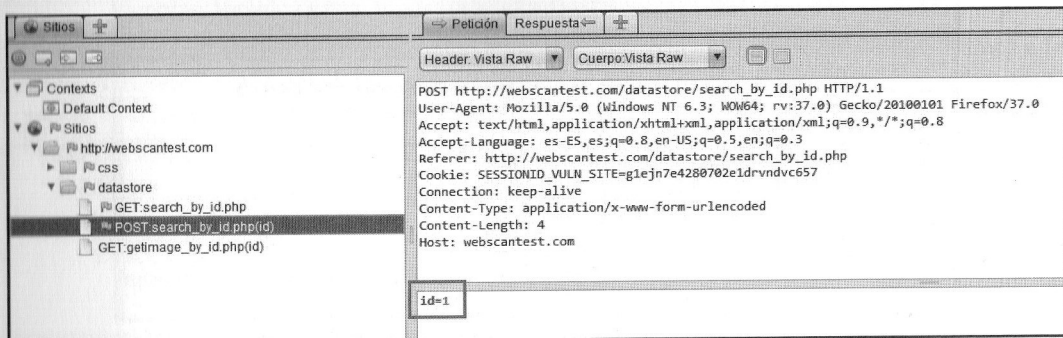 Sitios
Petición Respuesta
Header: Vista Raw Cuerpo:Vista Raw
Contexts
Default Context
Sitios
http://webscantest.com
css
datastore
GET:search_by_id.php
POST:search_by_id.php(id)
GET:getimage_by_id.php(id)
POST http://webscantest.com/datastore/search_by_id.php HTTP/1.1
User-Agent: Mozilla/5.0 (Windows NT 6.3; WOW64; rv:37.0) Gecko/20100101 Firefox/37.0
Accept: text/html,application/xhtml+xml,application/xml;q=0.9,*/*;q=0.8
Accept-Language: es-ES,es;q=0.8,en-US;q=0.5,en;q=0.3
Referer: http://webscantest.com/datastore/search_by_id.php
Cookie: SESSIONID_VULN_SITE=g1ejn7e4280702e1drvndvc657
Connection: keep-alive
Content-Type: application/x-www-form-urlencoded
Content-Length: 4
Host: webscantest.com
id=1